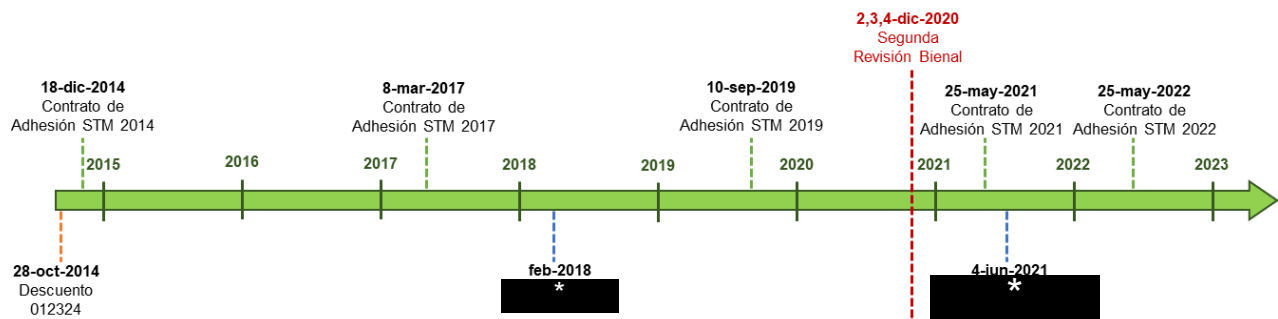 2,3,4-dic-2020
Segunda
Revisión Bienal
18-dic-2014
Contrato de
Adhesión STM 2014
8-mar-2017
Contrato de
Adhesión STM 2017
10-sep-2019
Contrato de
Adhesión STM 2019
25-may-2021
Contrato de
Adhesión STM 2021
25-may-2022
Contrato de
Adhesión STM 2022
2015
2016
2017
2018
2019
2020
2021
2022
2023
28-oct-2014
Descuento
012324
feb-2018
*
4-jun-2021
*